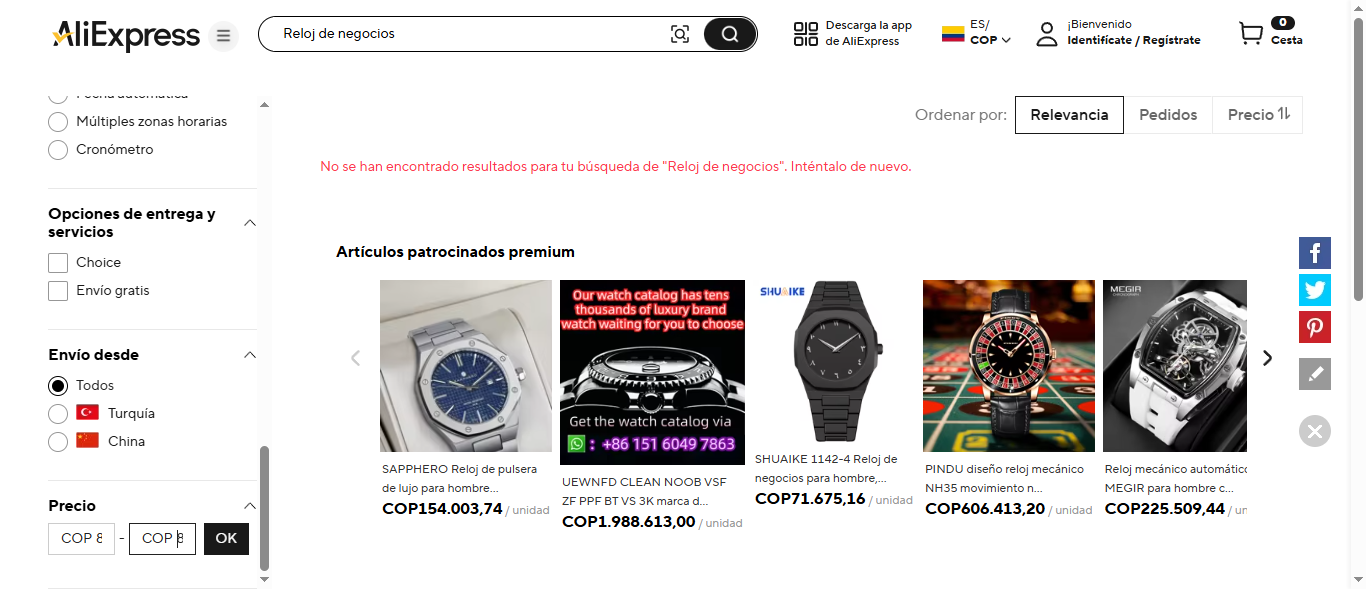 AliExpress
Reloj de negocios
Descarga la app
de AliExpress
ES/
COP
¡Bienvenido
Identifícate / Regístrate
0
Cesta
Fecha automática
Múltiples zonas horarias
Cronómetro
Opciones de entrega y
servicios
Choice
Envío gratis
Envío desde
Todos
Turquía
China
Precio
COP 8
-
COP 8
OK
Ordenar por:
Relevancia
Pedidos
Precio
No se han encontrado resultados para tu búsqueda de "Reloj de negocios". Inténtalo de nuevo.
Artículos patrocinados premium
SAPPHERO Reloj de pulsera
de lujo para hombre...
COP154.003,74 / unidad
Our watch catalog has tens
thousands of luxury brand
watch waiting for you to choose
Get the watch catalog via
: +86 151 6049 7863
UEWNFD CLEAN NOOB VSF
ZF PPF BT VS 3K marca d...
COP1.988.613,00 / unidad
SHUAIKE
SHUAIKE 1142-4 Reloj de
negocios para hombre,...
COP71.675,16 / unidad
PINDU diseño reloj mecánico
NH35 movimiento n...
COP606.413,20 / unidad
MEGIR
Reloj mecánico automático
MEGIR para hombre c...
COP225.509,44 / un